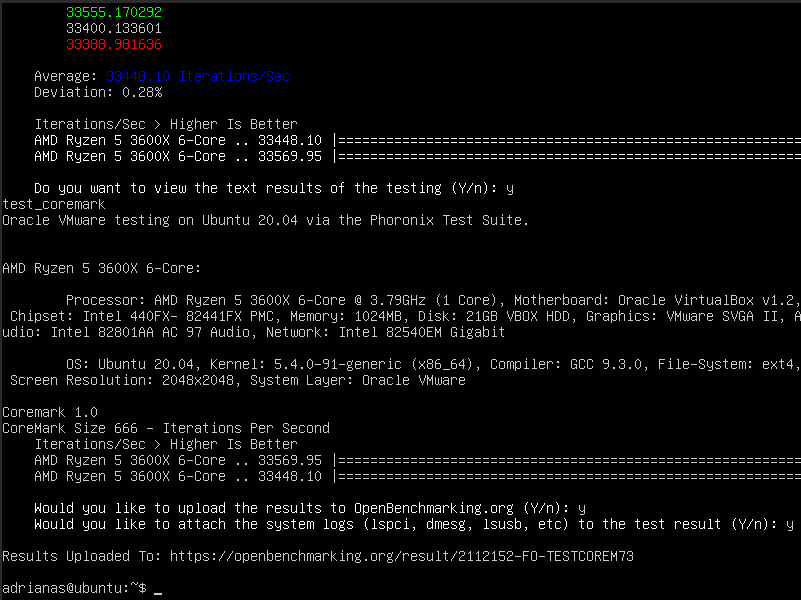 33555.170292
33400.133601
33388.981636
Average: 33448.10 Iterations/Sec
Deviation: 0.28%
Iterations/Sec > Higher Is Better
AMD Ryzen 5 3600X 6-Core .. 33448.10 |==========================================================
AMD Ryzen 5 3600X 6-Core .. 33569.95 |==========================================================
Do you want to view the text results of the testing (Y/n): y
test_coremark
Oracle VMware testing on Ubuntu 20.04 via the Phoronix Test Suite.
AMD Ryzen 5 3600X 6-Core:
Processor: AMD Ryzen 5 3600X 6-Core @ 3.79GHz (1 Core), Motherboard: Oracle VirtualBox v1.2,
Chipset: Intel 440FX- 82441FX PMC, Memory: 1024MB, Disk: 21GB VBOX HDD, Graphics: VMware SVGA II, A
udio: Intel 82801AA AC 97 Audio, Network: Intel 82540EM Gigabit
OS: Ubuntu 20.04, Kernel: 5.4.0-91-generic (x86_64), Compiler: GCC 9.3.0, File-System: ext4,
Screen Resolution: 2048x2048, System Layer: Oracle VMware
Coremark 1.0
CoreMark Size 666 - Iterations Per Second
Iterations/Sec > Higher Is Better
AMD Ryzen 5 3600X 6-Core .. 33569.95 |==========================================================
AMD Ryzen 5 3600X 6-Core .. 33448.10 |==========================================================
Would you like to upload the results to OpenBenchmarking.org (Y/n): y
Would you like to attach the system logs (lspci, dmesg, lsusb, etc) to the test result (Y/n): y
Results Uploaded To: https://openbenchmarking.org/result/2112152-FO-TESTCOREM73
adrianas@ubuntu:~$ _